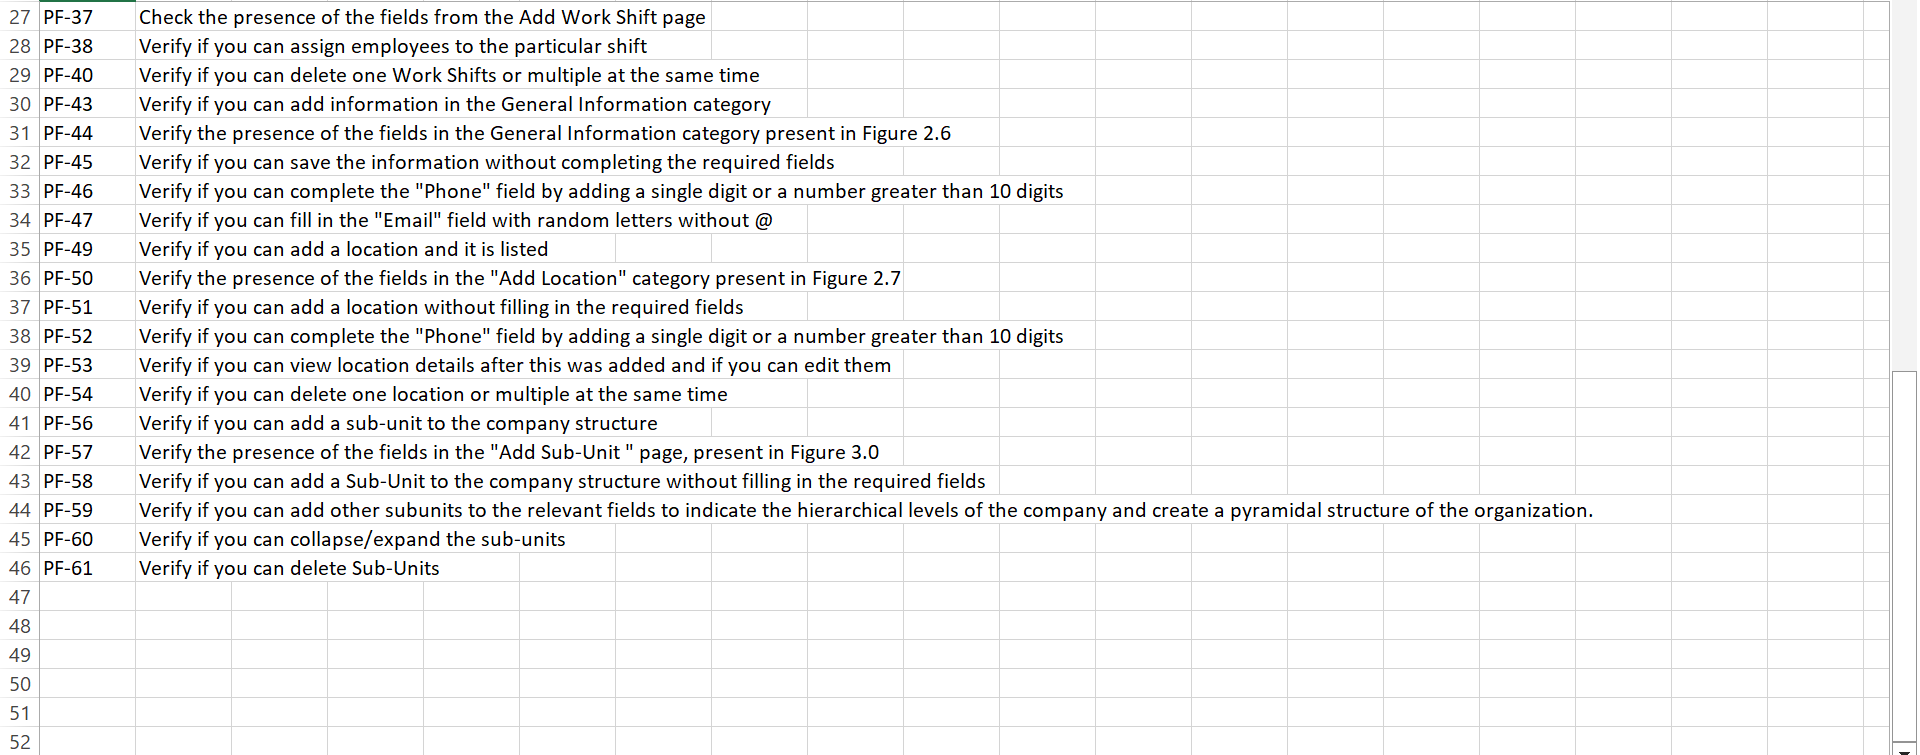 27 PF-37 Check the presence of the fields from the Add Work Shift page
28 PF-38 Verify if you can assign employees to the particular shift
29 PF-40 Verify if you can delete one Work Shifts or multiple at the same time
30 PF-43 Verify if you can add information in the General Information category
31 PF-44 Verify the presence of the fields in the General Information category present in Figure 2.6
32 PF-45 Verify if you can save the information without completing the required fields
33 PF-46 Verify if you can complete the "Phone" field by adding a single digit or a number greater than 10 digits
34 PF-47 Verify if you can fill in the "Email" field with random letters without @
35 PF-49 Verify if you can add a location and it is listed
36 PF-50 Verify the presence of the fields in the "Add Location" category present in Figure 2.7
37 PF-51 Verify if you can add a location without filling in the required fields
38 PF-52 Verify if you can complete the "Phone" field by adding a single digit or a number greater than 10 digits
39 PF-53 Verify if you can view location details after this was added and if you can edit them
40 PF-54 Verify if you can delete one location or multiple at the same time
41 PF-56 Verify if you can add a sub-unit to the company structure
42 PF-57 Verify the presence of the fields in the "Add Sub-Unit " page, present in Figure 3.0
43 PF-58 Verify if you can add a Sub-Unit to the company structure without filling in the required fields
44 PF-59 Verify if you can add other subunits to the relevant fields to indicate the hierarchical levels of the company and create a pyramidal structure of the organization.
45 PF-60 Verify if you can collapse/expand the sub-units
46 PF-61 Verify if you can delete Sub-Units
47
48
49
50
51
52